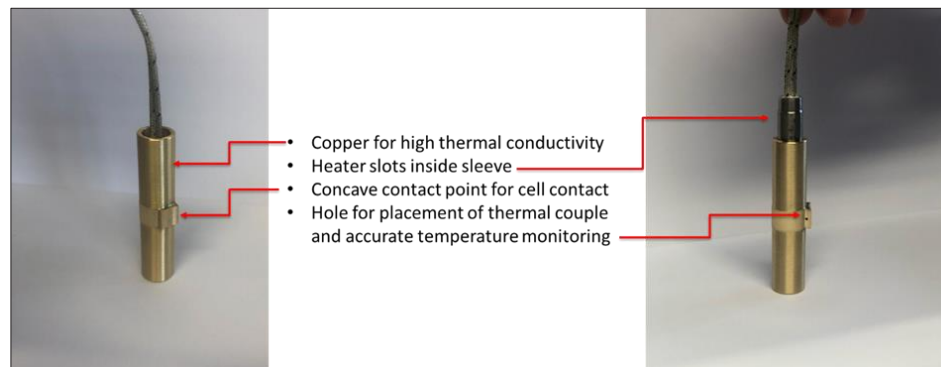 • Copper for high thermal conductivity
• Heater slots inside sleeve
• Concave contact point for cell contact
• Hole for placement of thermal couple
and accurate temperature monitoring